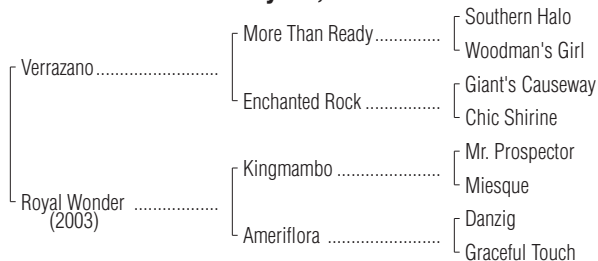 Southern Halo
More Than Ready..............
Woodman's Girl
Verrazano..........................
Giant's Causeway
Enchanted Rock ................
Chic Shirine
Mr. Prospector
Kingmambo ......................
Miesque
Royal Wonder ..................
(2003)
Danzig
Ameriflora ........................
Graceful Touch